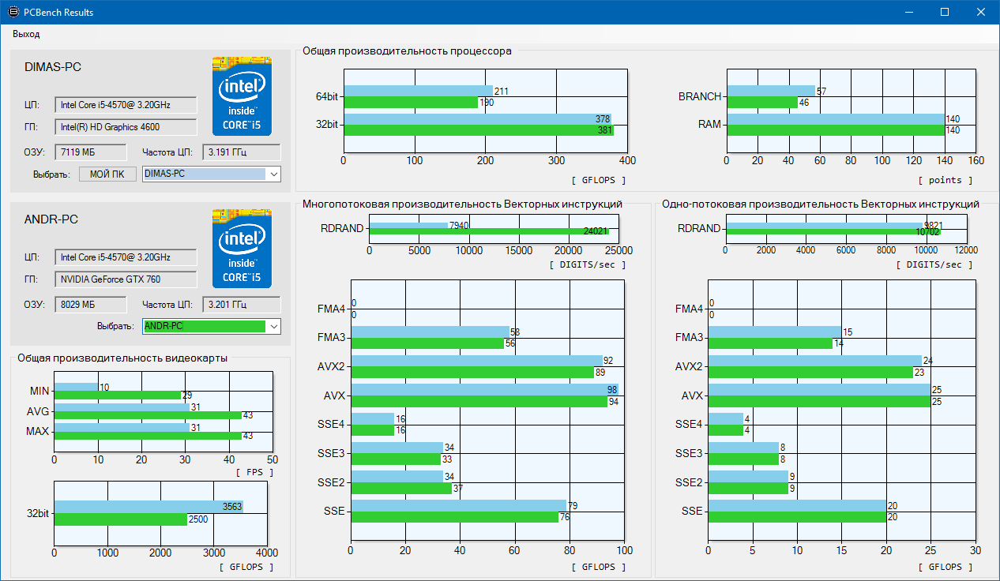 PCBench Results
Выход
DIMAS-PC
ЦП: Intel Core i5-4570@ 3.20GHz
ГП: Intel(R) HD Graphics 4600
ОЗУ: 7119 МБ Частота ЦП: 3.191 ГГц
Выбрать: МОЙ ПК DIMAS-PC
intel
inside™
CORE™i5
ANDR-PC
ЦП: Intel Core i5-4570@ 3.20GHz
ГП: NVIDIA GeForce GTX 760
ОЗУ: 8029 МБ Частота ЦП: 3.201 ГГц
Выбрать: ANDR-PC
intel
inside™
CORE™i5
Общая производительность видеокарты
MIN 10
29
AVG 31
43
MAX 31
43
0 10 20 30 40 50
[ FPS ]
32bit 3563
2500
0 1000 2000 3000 4000
[ GFLOPS ]
Общая производительность процессора
64bit 211
190
32bit 378
381
0 100 200 300 400
[ GFLOPS ]
BRANCH 57
46
RAM 140
140
0 20 40 60 80 100 120 140 160
[ points ]
Многопотоковая производительность Векторных инструкций
RDRAND 7940
24021
0 5000 10000 15000 20000 25000
[ DIGITS/sec ]
FMA4 0
0
FMA3 58
56
AVX2 92
89
AVX 98
94
SSE4 16
16
SSE3 34
33
SSE2 34
37
SSE 79
76
0 20 40 60 80 100
[ GFLOPS ]
Одно-потоковая производительность Векторных инструкций
RDRAND 9821
10702
0 2000 4000 6000 8000 10000 12000
[ DIGITS/sec ]
FMA4 0
0
FMA3 15
14
AVX2 24
23
AVX 25
25
SSE4 4
4
SSE3 8
8
SSE2 9
9
SSE 20
20
0 5 10 15 20 25 30
[ GFLOPS ]